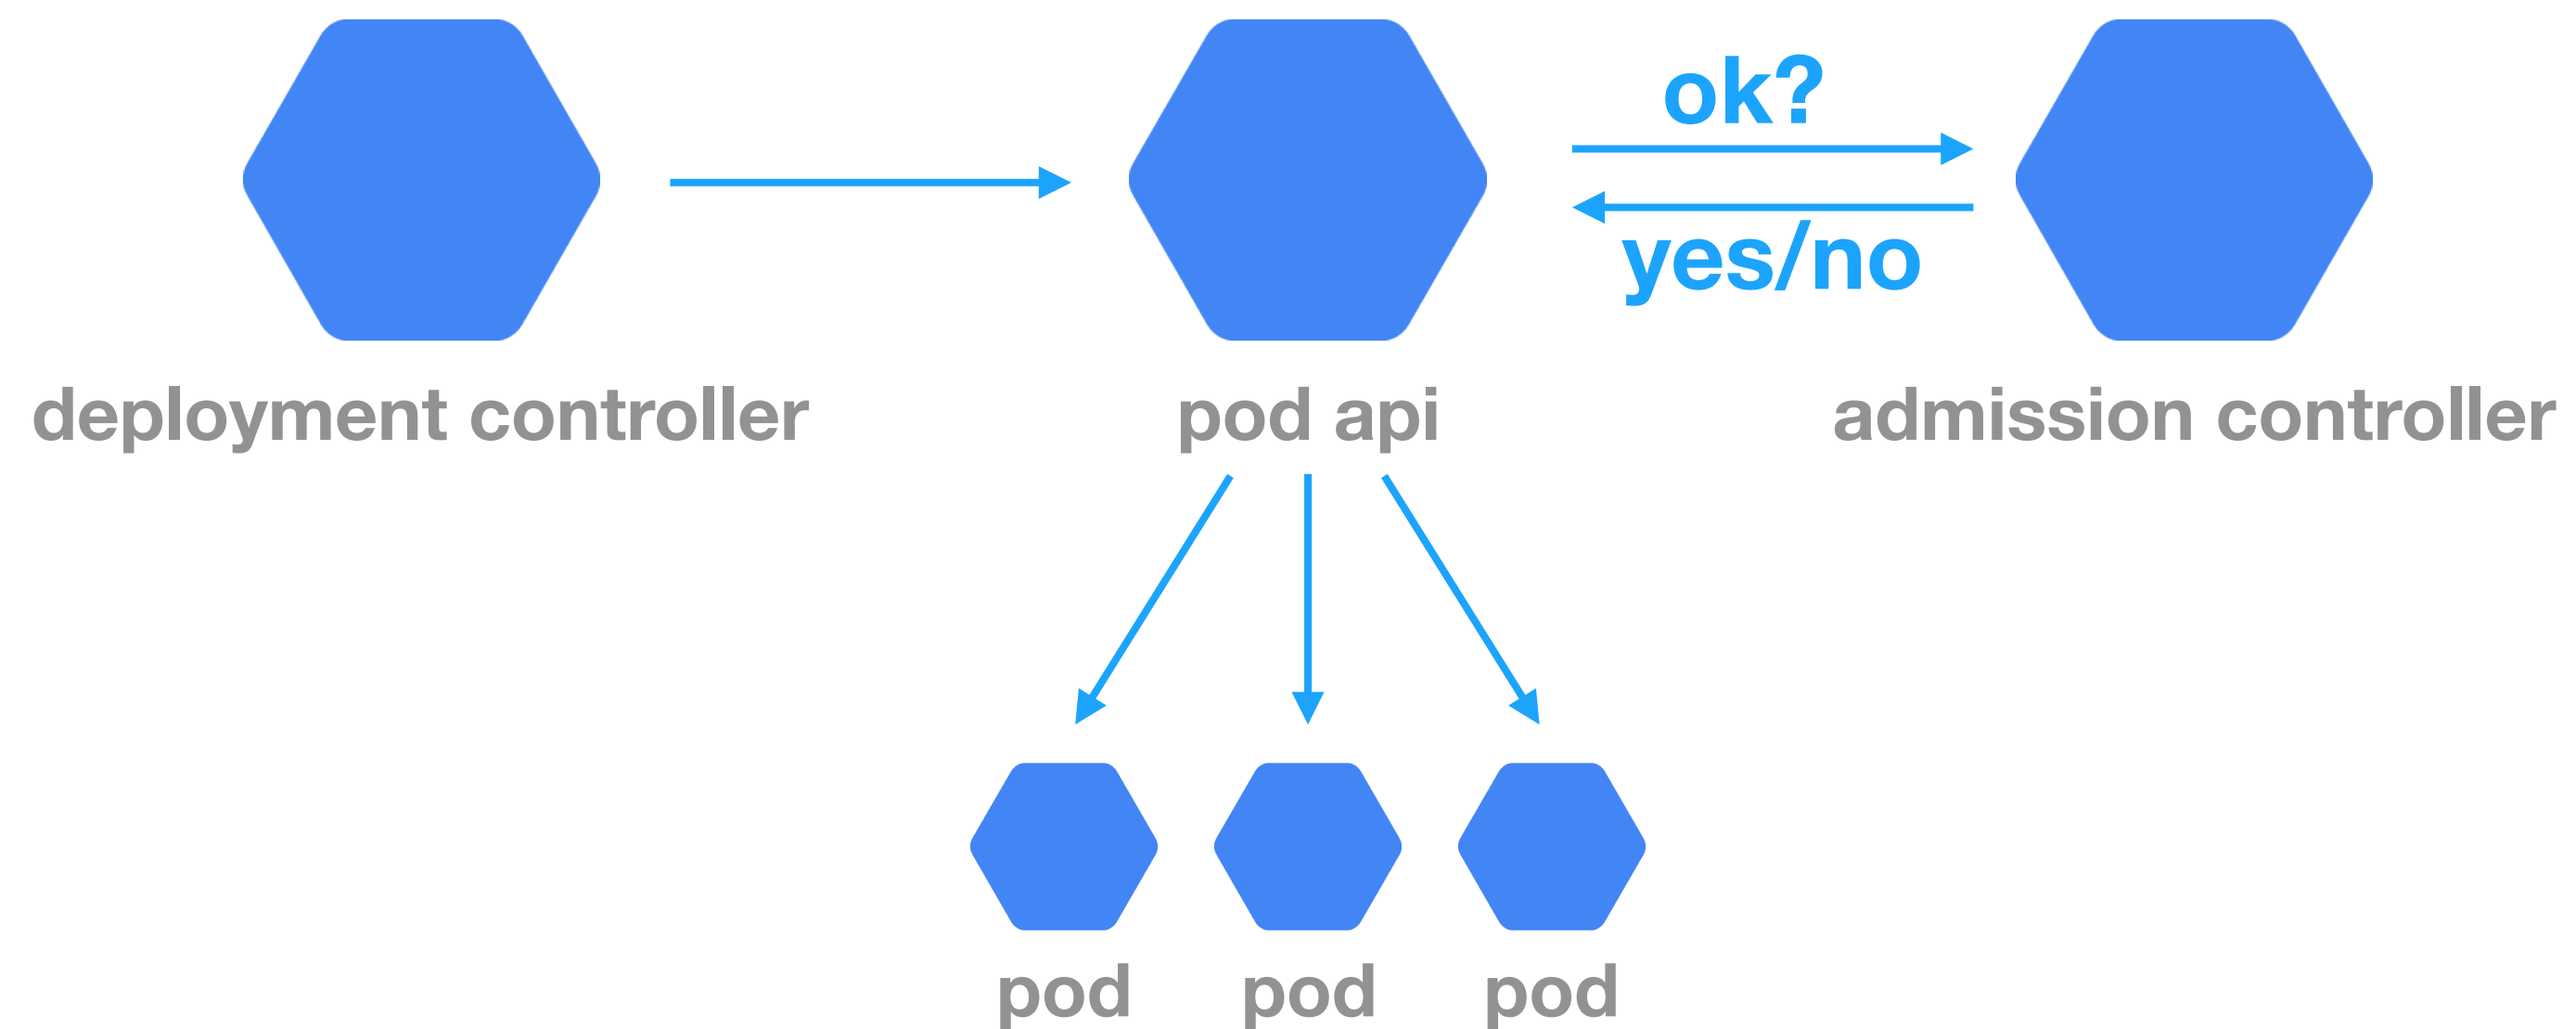 ok?
yes/no
deployment controller
pod api
admission controller
pod
pod
pod